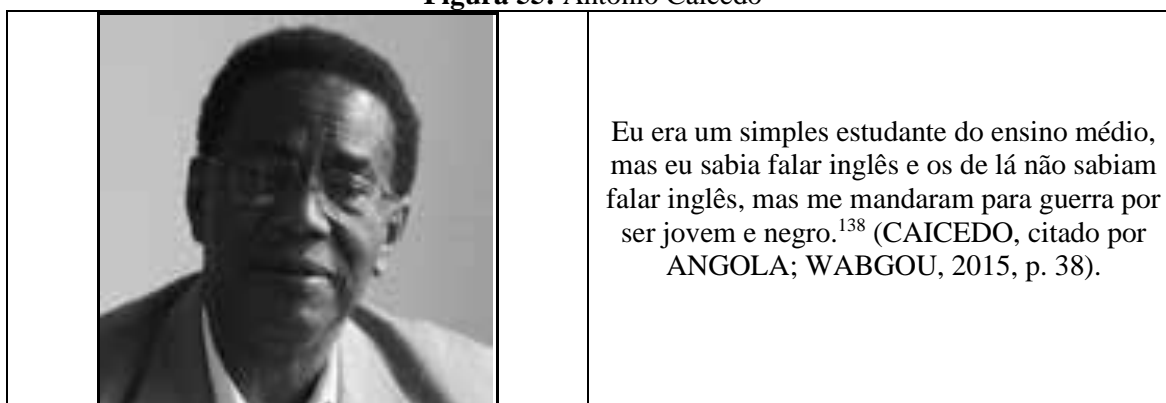 Figura 35: Antonio Caicedo
Eu era um simples estudante do ensino médio,
mas eu sabia falar inglês e os de lá não sabiam
falar inglês, mas me mandaram para guerra por
ser jovem e negro.138 (CAICEDO, citado por
ANGOLA; WABGOU, 2015, p. 38).